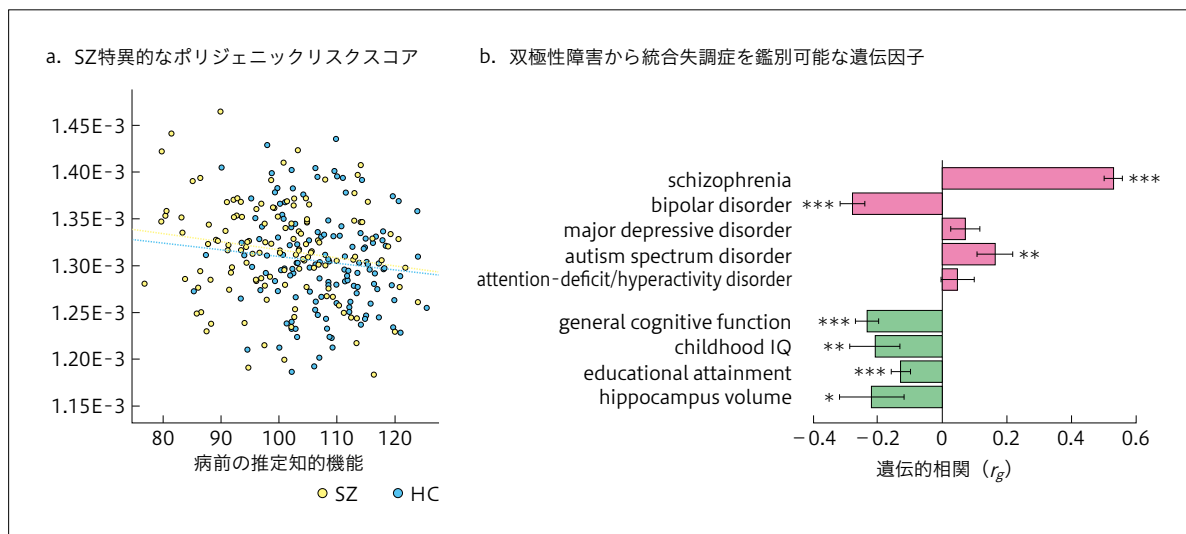 a. SZ特異的なポリジェニックリスクスコア
1.45E-3
1.40E-3
1.35E-3
1.30E-3
1.25E-3
1.20E-3
1.15E-3
80 90 100 110 120
病前の推定知的機能
SZ HC
b. 双極性障害から統合失調症を鑑別可能な遺伝因子
schizophrenia ***
*** bipolar disorder
major depressive disorder
autism spectrum disorder **
attention-deficit/hyperactivity disorder
general cognitive function ***
childhood IQ **
educational attainment ***
hippocampus volume *
−0.4 −0.2 0 0.2 0.4 0.6
遺伝的相関（rg）